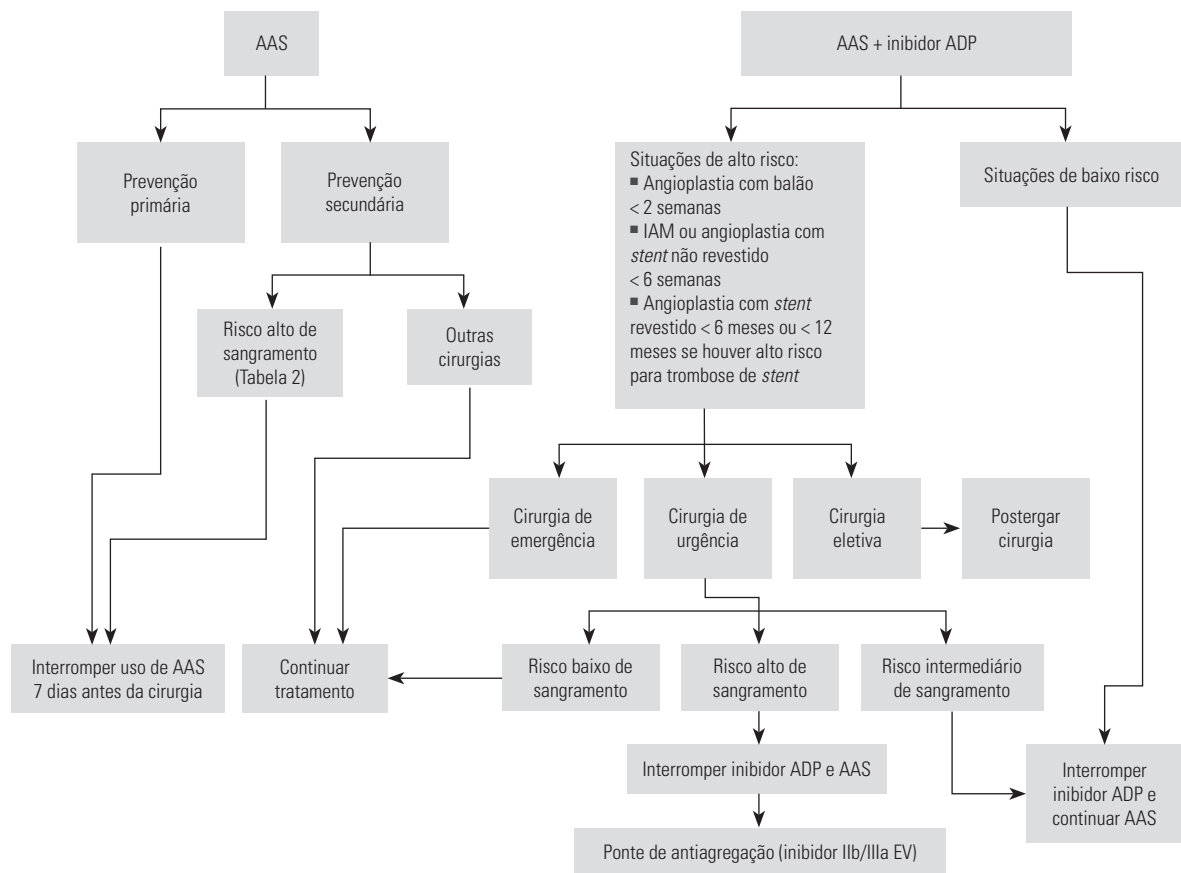 AAS
AAS + inibidor ADP
Prevenção
primária
Prevenção
secundária
Situações de alto risco:
■ Angioplastia com balão
< 2 semanas
■ IAM ou angioplastia com
stent não revestido
< 6 semanas
■ Angioplastia com stent
revestido < 6 meses ou < 12
meses se houver alto risco
para trombose de stent
Situações de baixo risco
Risco alto de
sangramento
(Tabela 2)
Outras
cirurgias
Cirurgia de
emergência
Cirurgia de
urgência
Cirurgia
eletiva
Postergar
cirurgia
Interromper uso de AAS
7 dias antes da cirurgia
Continuar
tratamento
Risco baixo de
sangramento
Risco alto de
sangramento
Risco intermediário
de sangramento
Interromper inibidor ADP e AAS
Interromper
inibidor ADP e
continuar AAS
Ponte de antiagregação (inibidor IIb/IIIa EV)